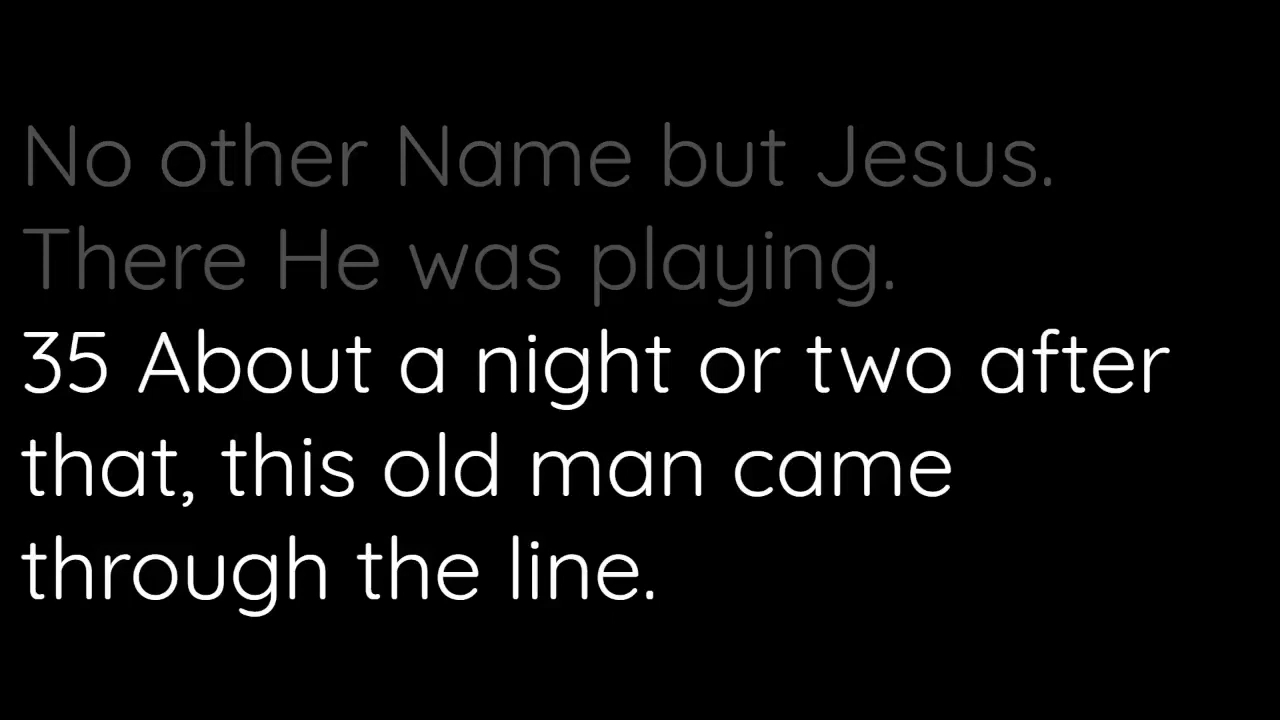 No other Name but Jesus.
There He was playing.
35 About a night or two after
that, this old man came
through the line.